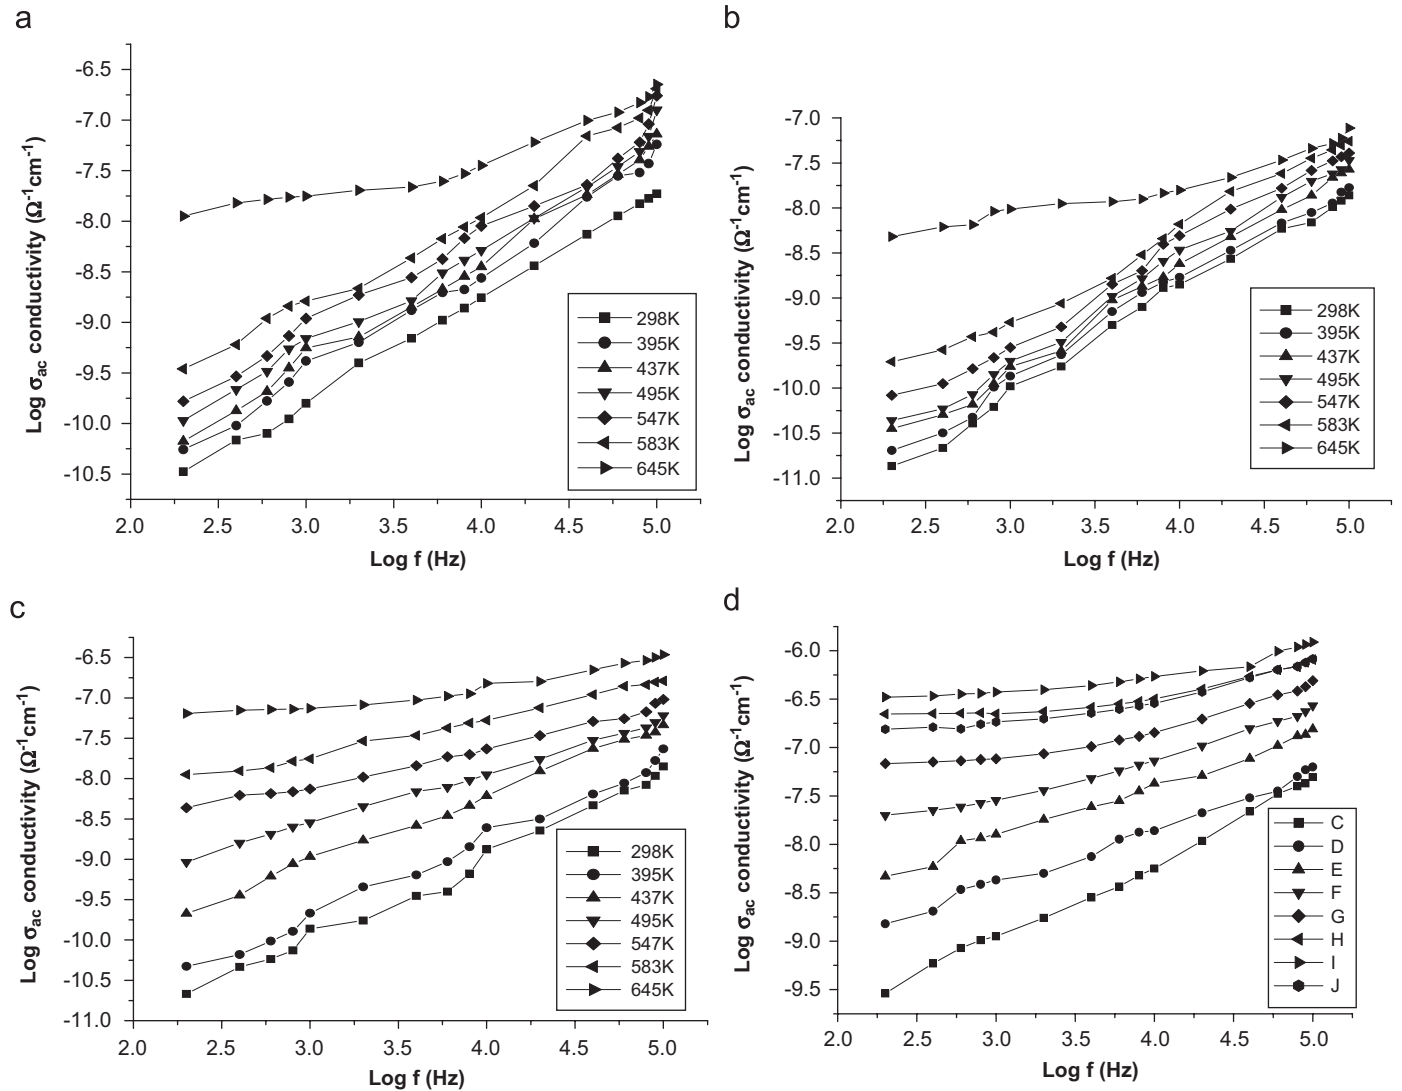 a
-6.5
-7.0
-7.5
-8.0
-8.5
-9.0
-9.5
-10.0
-10.5
Log σac conductivity (Ω-1cm-1)
2.0 2.5 3.0 3.5 4.0 4.5 5.0
Log f (Hz)
298K
395K
437K
495K
547K
583K
645K
b
-7.0
-7.5
-8.0
-8.5
-9.0
-9.5
-10.0
-10.5
-11.0
Log σac conductivity (Ω-1cm-1)
2.0 2.5 3.0 3.5 4.0 4.5 5.0
Log f (Hz)
298K
395K
437K
495K
547K
583K
645K
c
-6.5
-7.0
-7.5
-8.0
-8.5
-9.0
-9.5
-10.0
-10.5
-11.0
Log σac conductivity (Ω-1cm-1)
2.0 2.5 3.0 3.5 4.0 4.5 5.0
Log f (Hz)
298K
395K
437K
495K
547K
583K
645K
d
-6.0
-6.5
-7.0
-7.5
-8.0
-8.5
-9.0
-9.5
Log σac conductivity (Ω-1cm-1)
2.0 2.5 3.0 3.5 4.0 4.5 5.0
Log f (Hz)
C
D
E
F
G
H
I
J